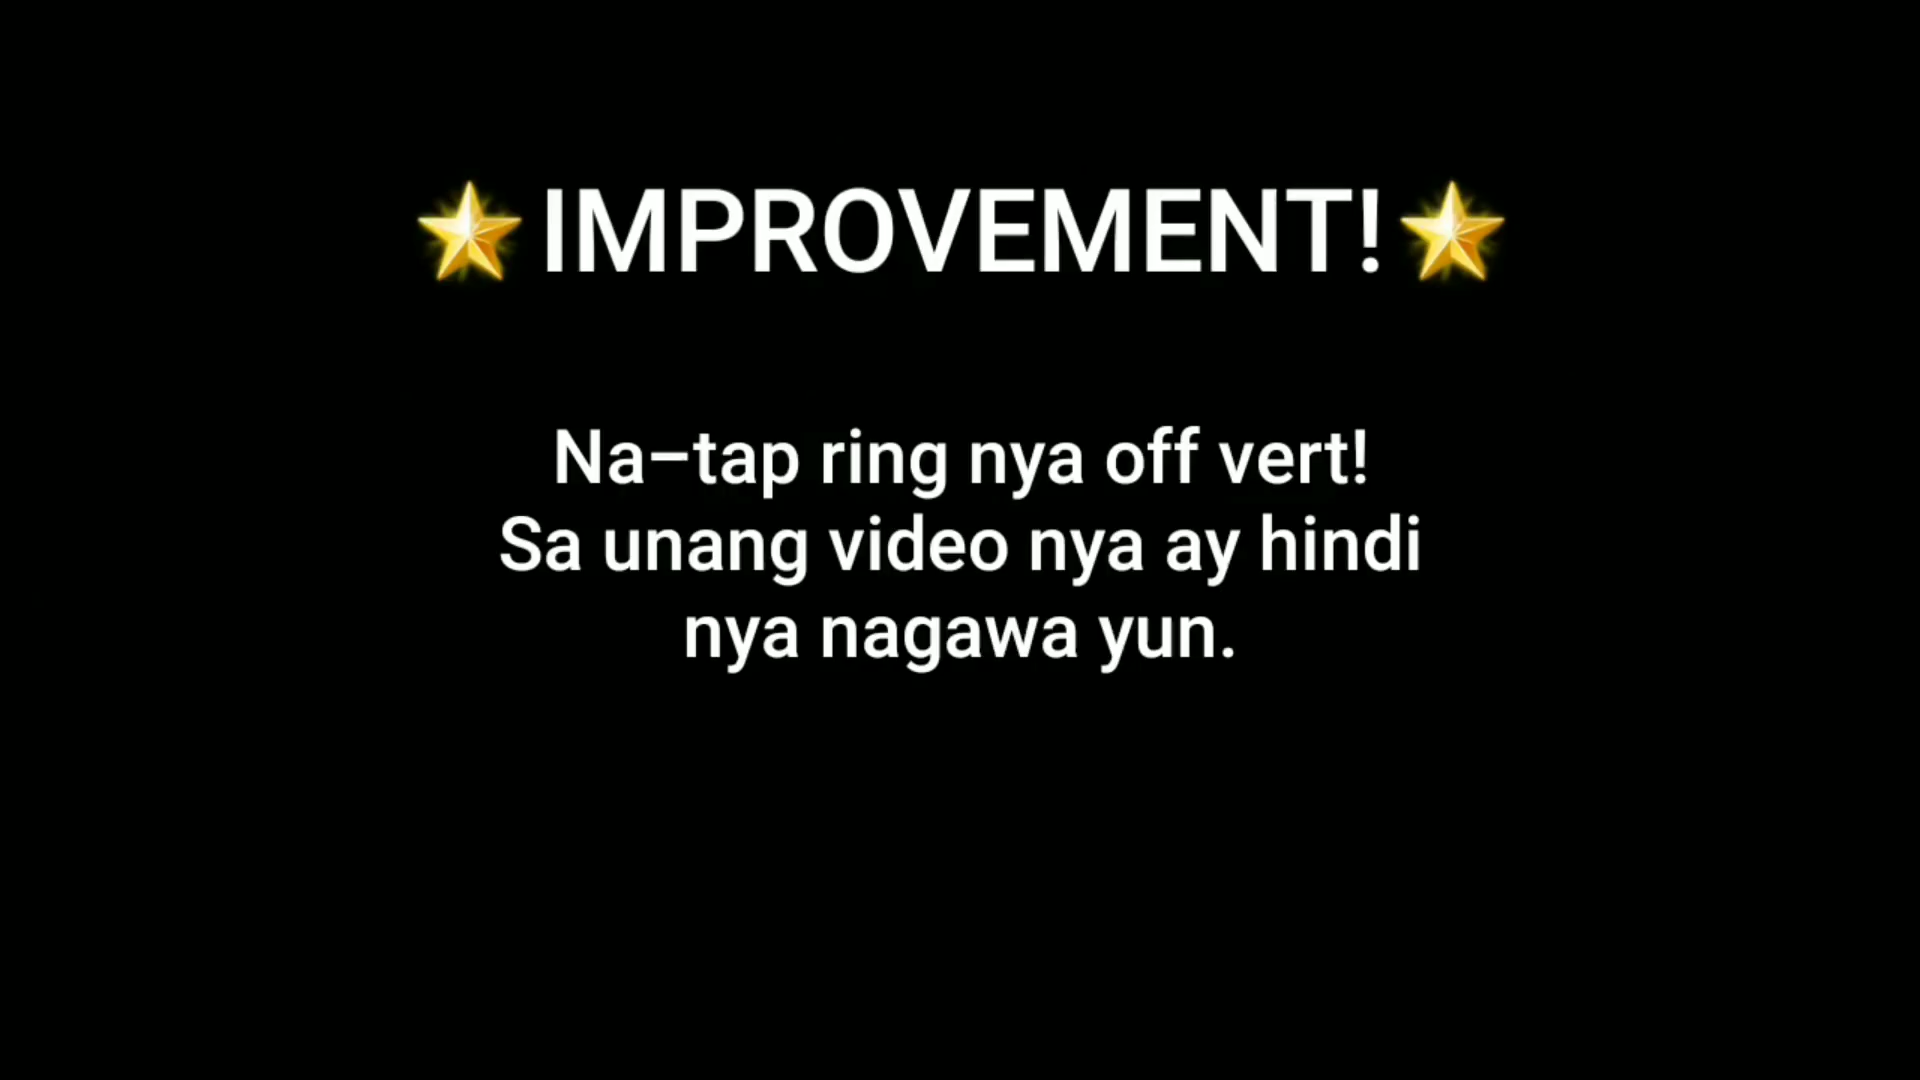 ⭐IMPROVEMENT!⭐
Na-tap ring nya off vert!
Sa unang video nya ay hindi
nya nagawa yun.